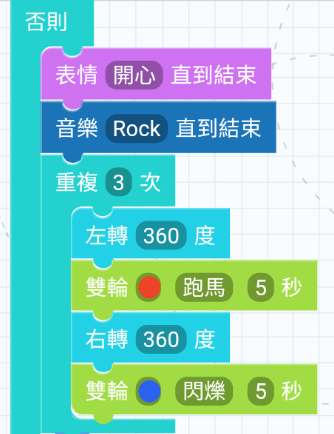 否則
表情 開心 直到結束
音樂 Rock 直到結束
重複 3 次
左轉 360 度
雙輪 跑馬 5 秒
右轉 360 度
雙輪 閃爍 5 秒